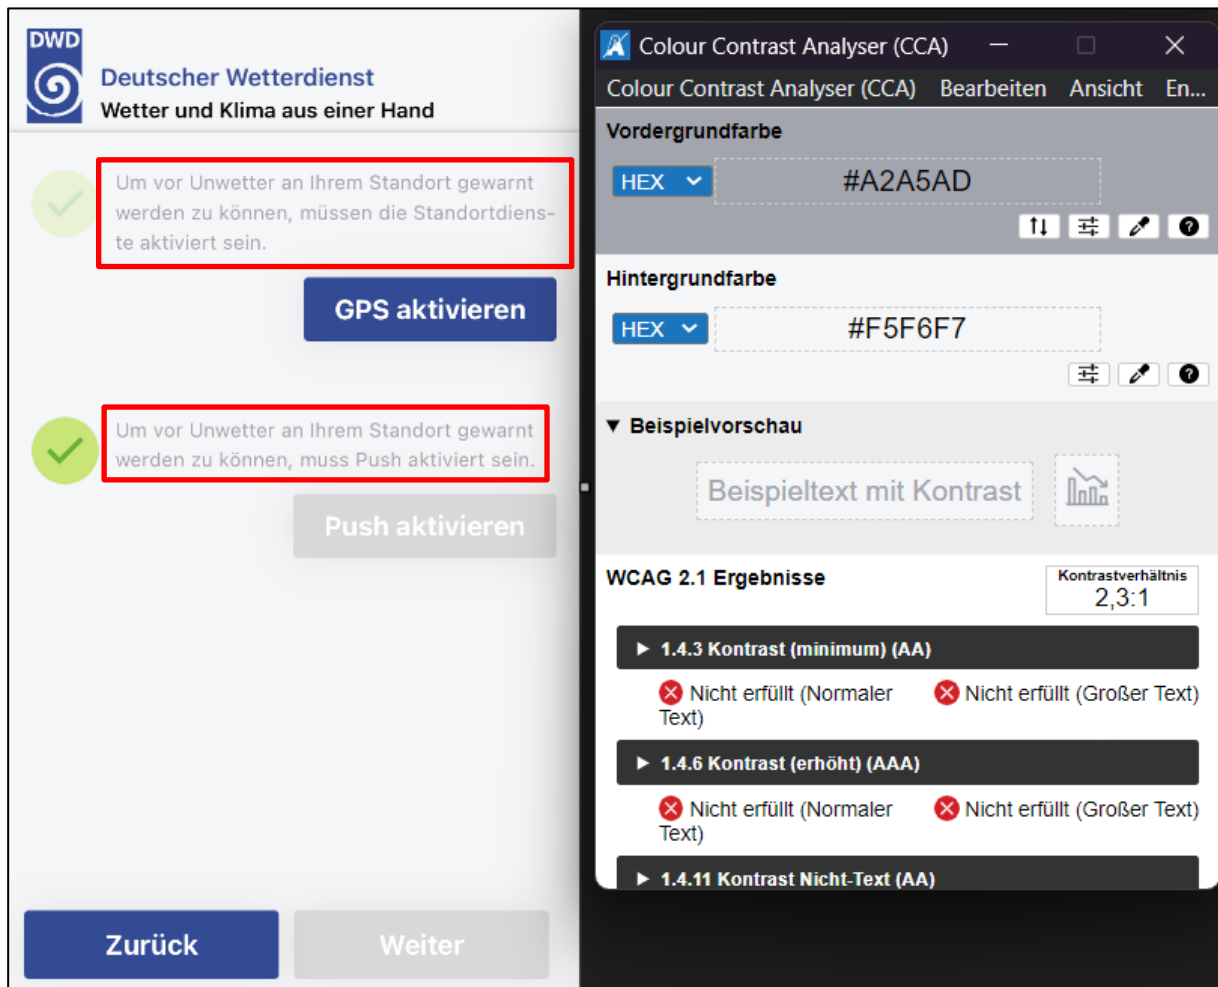 DWD
Deutscher Wetterdienst
Wetter und Klima aus einer Hand
Um vor Unwetter an Ihrem Standort gewarnt
werden zu können, müssen die Standortdiens-
te aktiviert sein.
GPS aktivieren
Um vor Unwetter an Ihrem Standort gewarnt
werden zu können, muss Push aktiviert sein.
Push aktivieren
Zurück
Weiter
Colour Contrast Analyser (CCA)
Colour Contrast Analyser (CCA) Bearbeiten Ansicht En...
Vordergrundfarbe
HEX #A2A5AD
Hintergrundfarbe
HEX #F5F6F7
▼ Beispielvorschau
Beispieltext mit Kontrast
WCAG 2.1 Ergebnisse
Kontrastverhältnis
2,3:1
▶ 1.4.3 Kontrast (minimum) (AA)
Nicht erfüllt (Normaler
Text)
Nicht erfüllt (Großer Text)
▶ 1.4.6 Kontrast (erhöht) (AAA)
Nicht erfüllt (Normaler
Text)
Nicht erfüllt (Großer Text)
▶ 1.4.11 Kontrast Nicht-Text (AA)